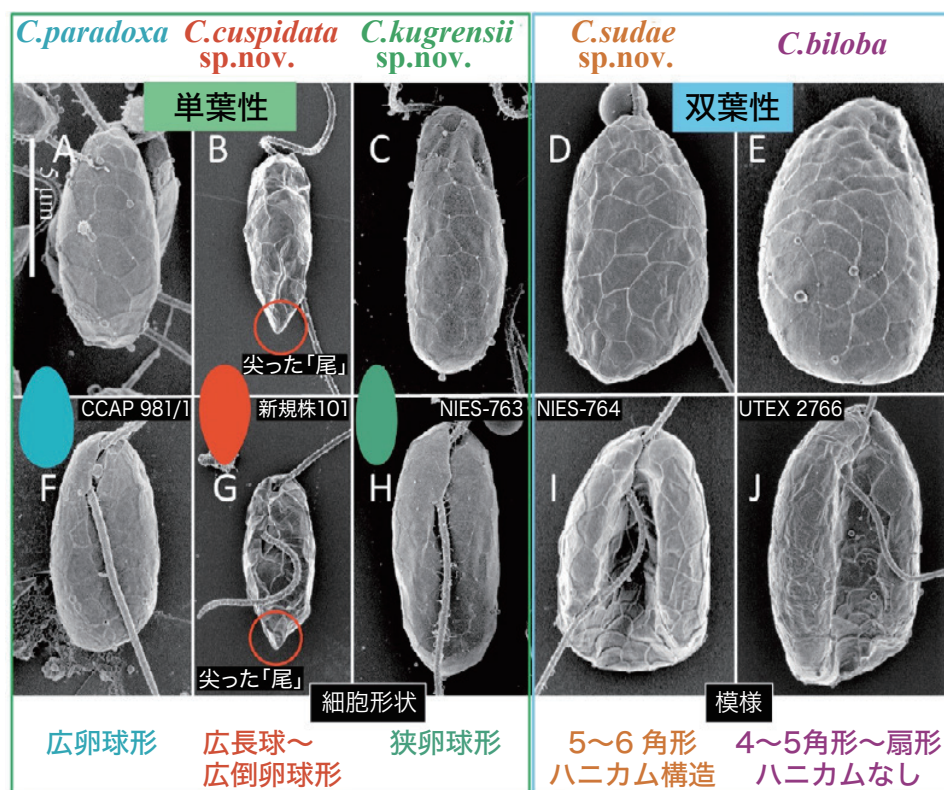 C.paradoxa
C.cuspidata
sp.nov.
C.kugrensii
sp.nov.
C.sudae
sp.nov.
C.biloba
単葉性
双葉性
A
B
C
D
E
5 μm
尖った「尾」
CCAP 981/1
新規株101
NIES-763
NIES-764
UTEX 2766
F
G
H
I
J
尖った「尾」
細胞形状
模様
広卵球形
広長球〜
広倒卵球形
狭卵球形
5〜6 角形
ハニカム構造
4〜5角形〜扇形
ハニカムなし